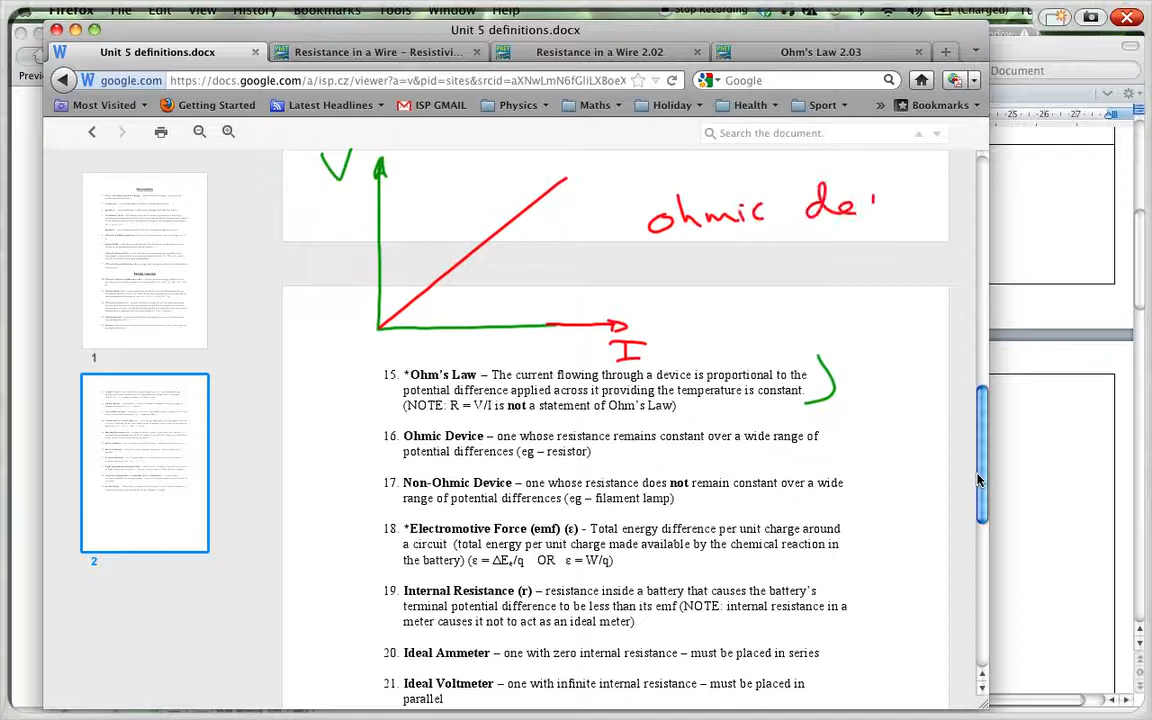 Firefox File Edit View History Bookmarks Tools Window Help
Stop Recording
(Charged)
Unit 5 definitions.docx
Unit 5 definitions.docx
Resistance in a Wire – Resistivi...
Resistance in a Wire 2.02
Ohm's Law 2.03
google.com https://docs.google.com/a/isp.cz/viewer?a=v&pid=sites&srcid=aXNwLmN6fGliLXBoeX
Google
Most Visited Getting Started Latest Headlines ISP GMAIL Physics Maths Holiday Health Sport » Bookmarks
Search the document.
Previ
Document
25 26 27
V
ohmic de
I
15. *Ohm's Law – The current flowing through a device is proportional to the
potential difference applied across it providing the temperature is constant.
(NOTE: R = V/I is not a statement of Ohm's Law)
16. Ohmic Device – one whose resistance remains constant over a wide range of
potential differences (eg – resistor)
17. Non-Ohmic Device – one whose resistance does not remain constant over a wide
range of potential differences (eg – filament lamp)
18. *Electromotive Force (emf) (ε) - Total energy difference per unit charge around
a circuit (total energy per unit charge made available by the chemical reaction in
the battery) (ε = ΔEₑ/q OR ε = W/q)
19. Internal Resistance (r) – resistance inside a battery that causes the battery's
terminal potential difference to be less than its emf (NOTE: internal resistance in a
meter causes it not to act as an ideal meter)
20. Ideal Ammeter – one with zero internal resistance – must be placed in series
21. Ideal Voltmeter – one with infinite internal resistance – must be placed in
parallel
1
2